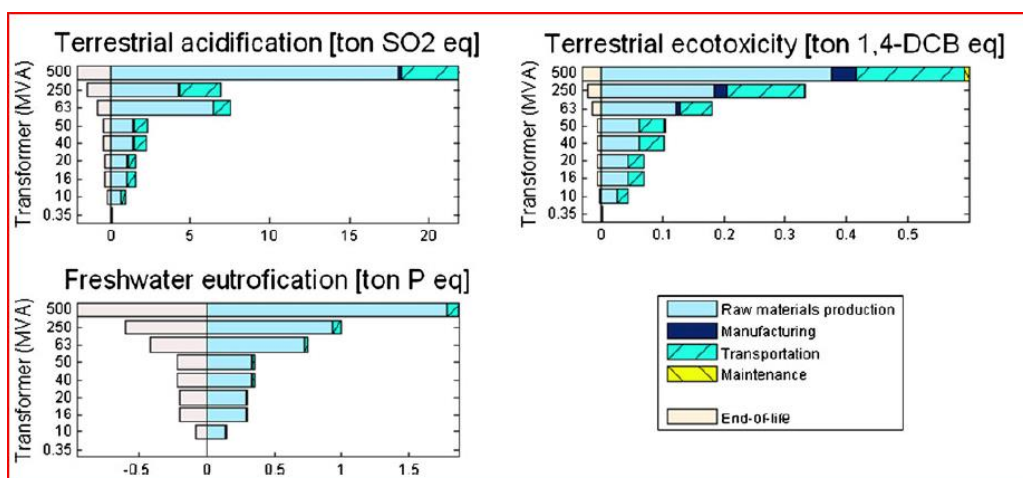 Terrestrial acidification [ton SO2 eq]
Transformer (MVA)
500
250
63
50
40
20
16
10
0.35
0 5 10 15 20
Terrestrial ecotoxicity [ton 1,4-DCB eq]
Transformer (MVA)
500
250
63
50
40
20
16
10
0.35
0 0.1 0.2 0.3 0.4 0.5
Freshwater eutrofication [ton P eq]
Transformer (MVA)
500
250
63
50
40
20
16
10
0.35
-0.5 0 0.5 1 1.5
Raw materials production
Manufacturing
Transportation
Maintenance
End-of-life